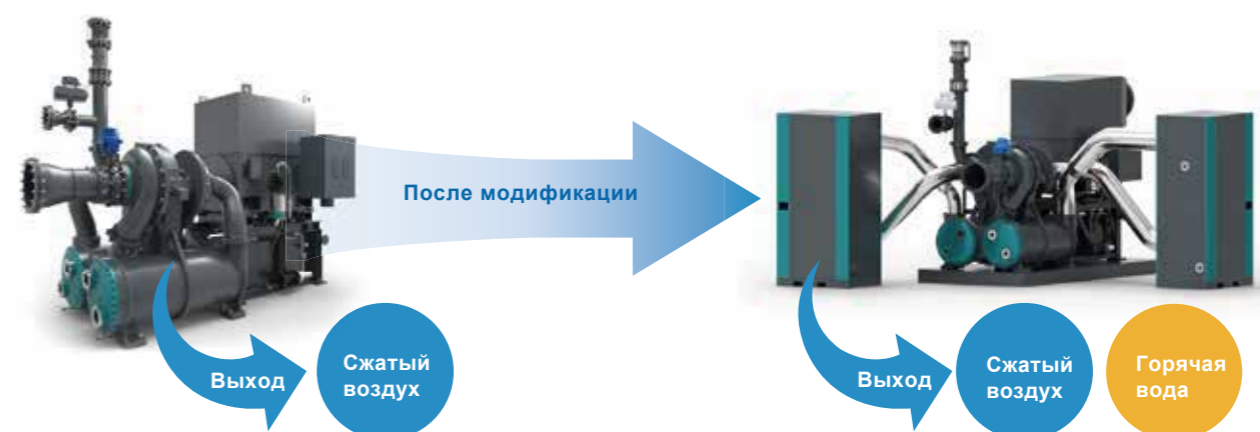 После модификации
Выход
Сжатый
воздух
Выход
Сжатый
воздух
Горячая
вода